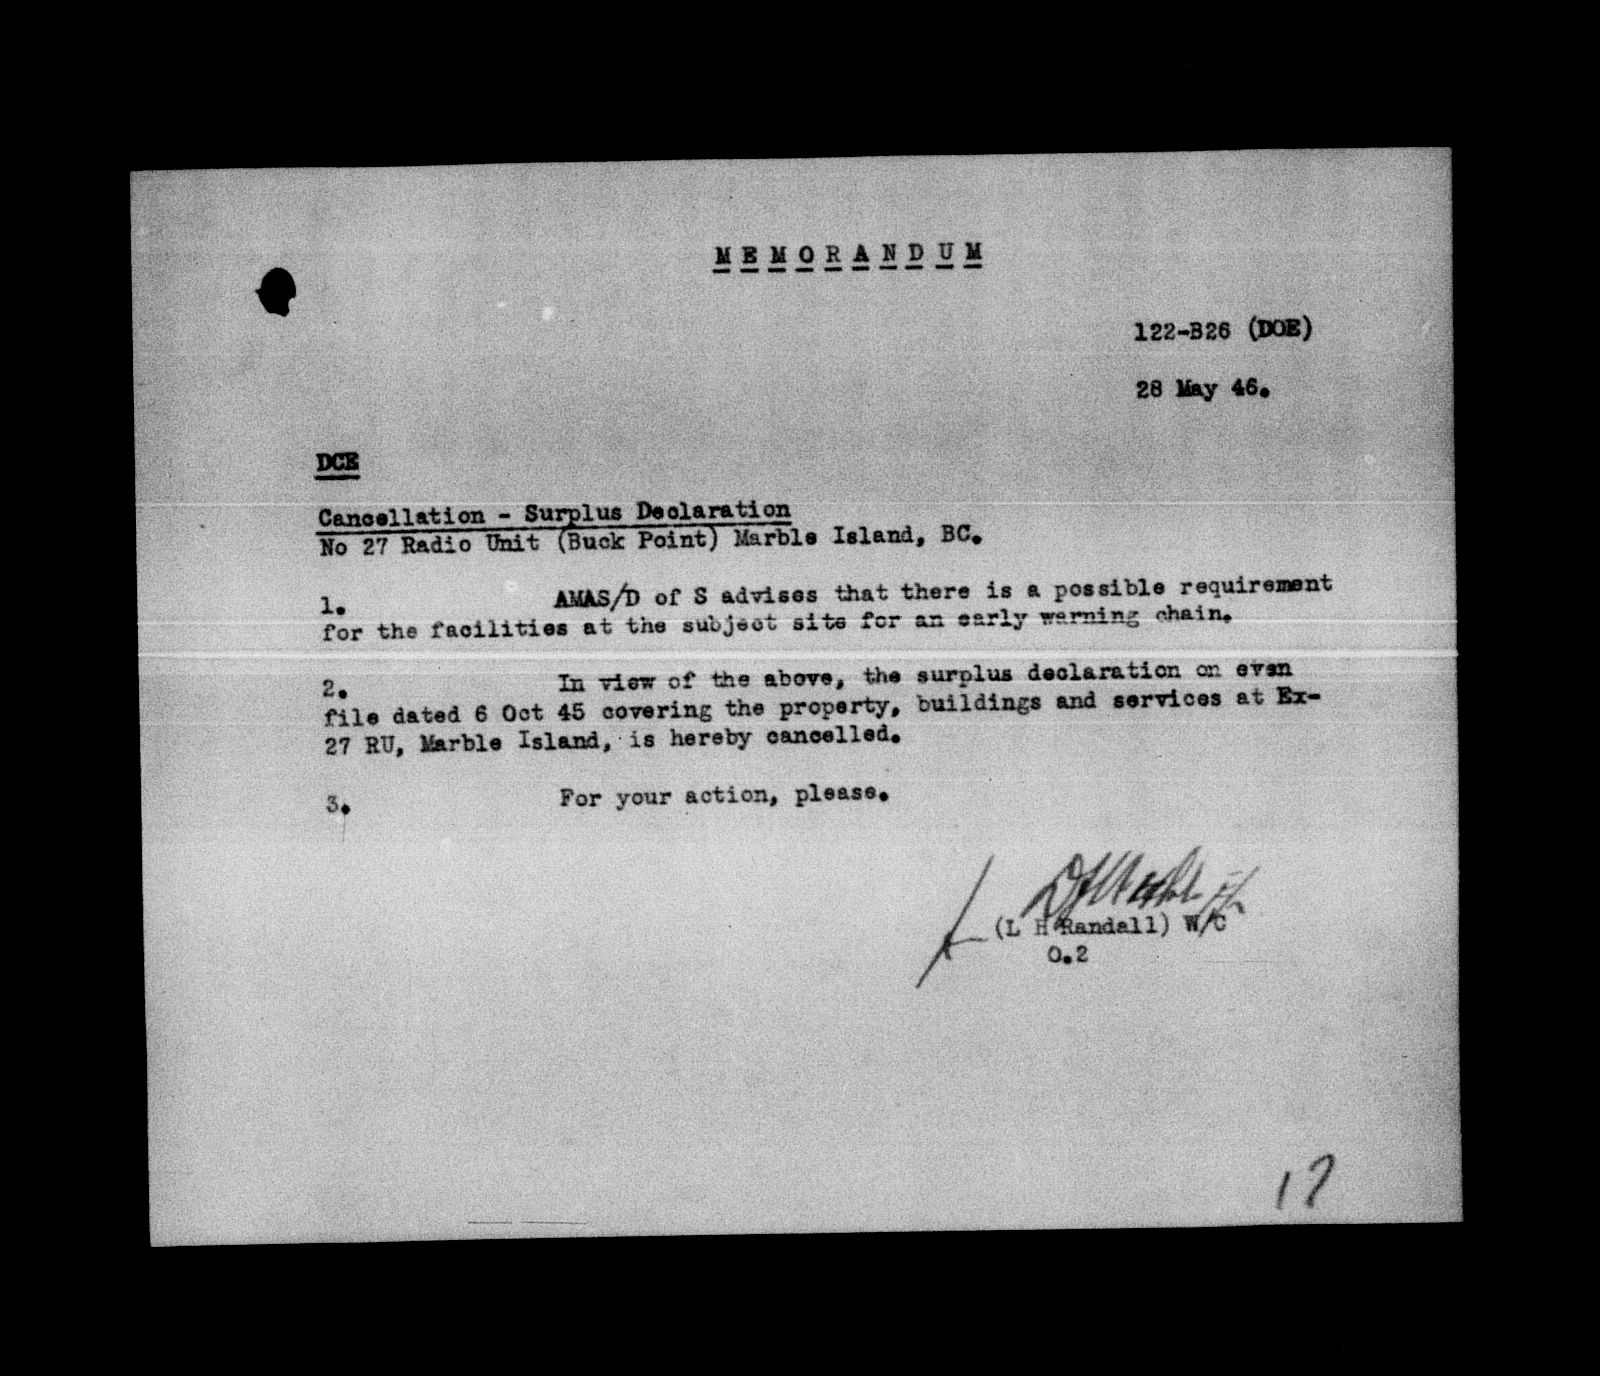 M E M O R A N D U M
122-B26 (DOE)
28 May 46.
DCE
Cancellation - Surplus Declaration
No 27 Radio Unit (Buck Point) Marble Island, BC.
1. AMAS/D of S advises that there is a possible requirement
for the facilities at the subject site for an early warning chain.
2. In view of the above, the surplus declaration on even
file dated 6 Oct 45 covering the property, buildings and services at Ex-
27 RU, Marble Island, is hereby cancelled.
3. For your action, please.
(L H Randall) W/C
O.2
17